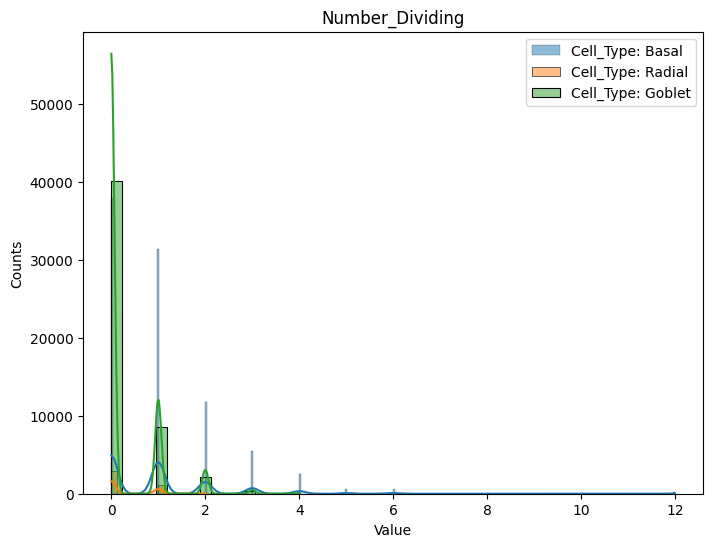 Number_Dividing
Cell_Type: Basal
Cell_Type: Radial
Cell_Type: Goblet
Counts
50000
40000
30000
20000
10000
0
0
2
4
6
8
10
12
Value